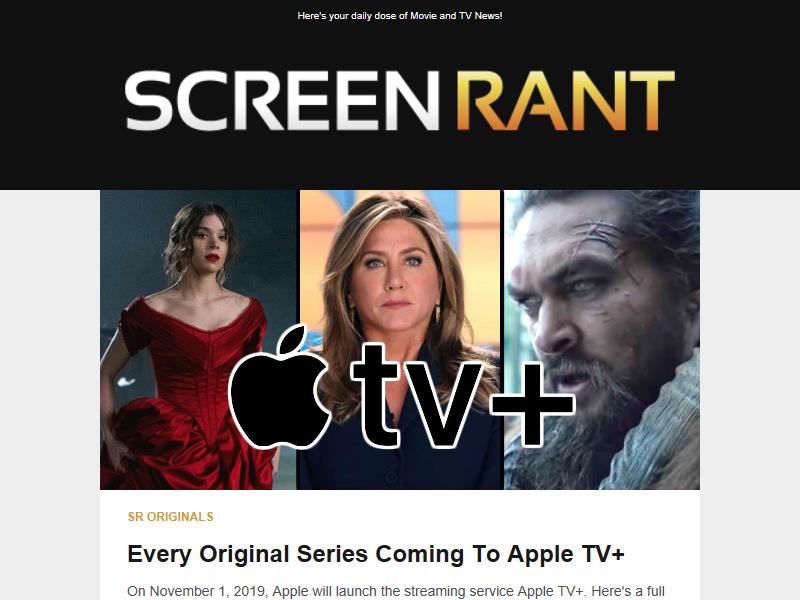 Here's your daily dose of Movie and TV News!
SCREEN RANT
tv+
SR ORIGINALS
Every Original Series Coming To Apple TV+
On November 1, 2019, Apple will launch the streaming service Apple TV+. Here's a full